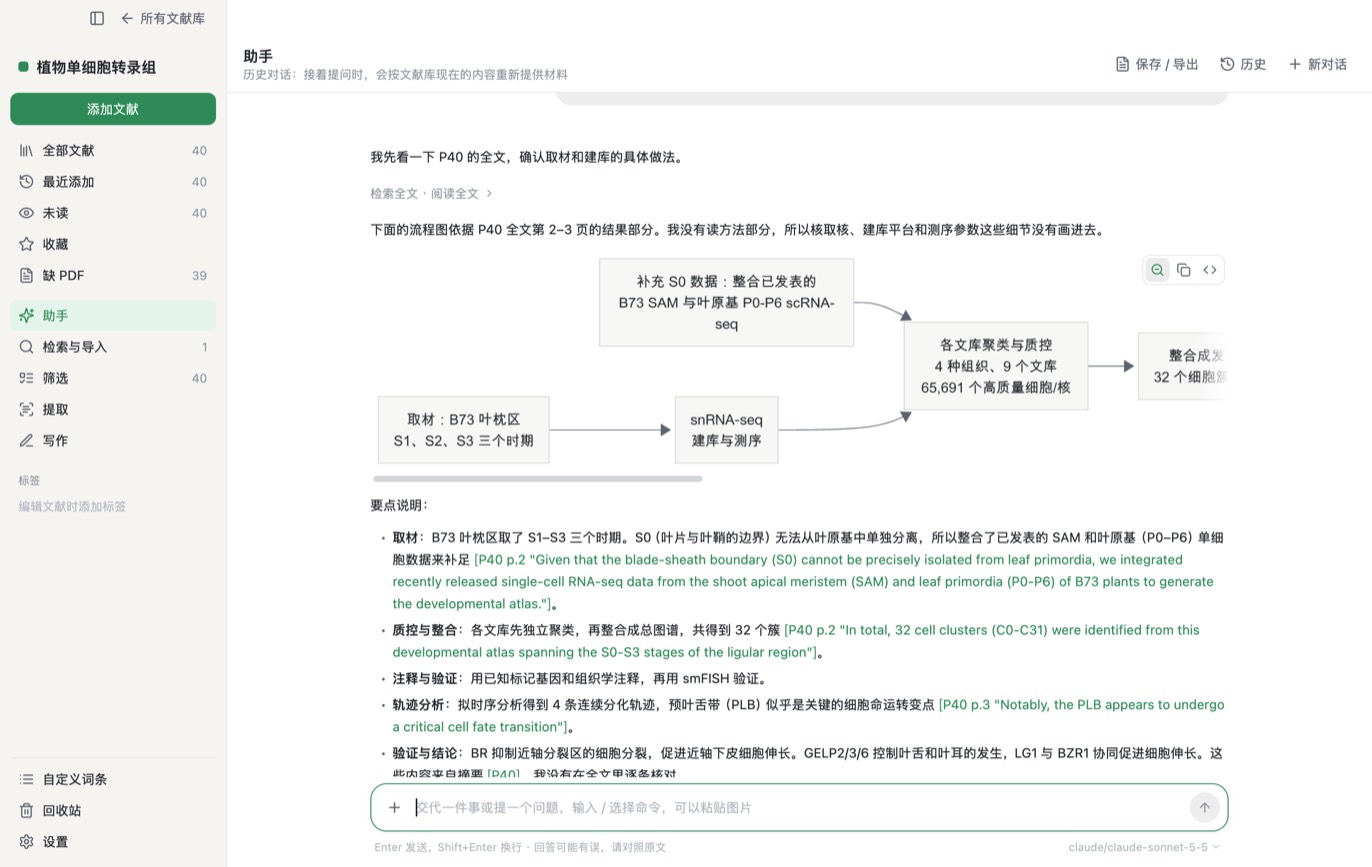 所有文献库
植物单细胞转录组
添加文献
全部文献 40
最近添加 40
未读 40
收藏
缺 PDF 39
助手
检索与导入 1
筛选 40
提取
写作
标签
编辑文献时添加标签
自定义词条
回收站
设置
助手
历史对话：接着提问时，会按文献库现在的内容重新提供材料
保存 / 导出
历史
新对话
我先看一下 P40 的全文，确认取材和建库的具体做法。
检索全文 · 阅读全文
下面的流程图依据 P40 全文第 2–3 页的结果部分。我没有读方法部分，所以核取核、建库平台和测序参数这些细节没有画进去。
补充 S0 数据：整合已发表的
B73 SAM 与叶原基 P0-P6 scRNA-
seq
取材：B73 叶枕区
S1、S2、S3 三个时期
snRNA-seq
建库与测序
各文库聚类与质控
4 种组织、9 个文库
65,691 个高质量细胞/核
整合成发
32 个细胞
要点说明：
· 取材：B73 叶枕区取了 S1–S3 三个时期。S0（叶片与叶鞘的边界）无法从叶原基中单独分离，所以整合了已发表的 SAM 和叶原基（P0–P6）单细
胞数据来补足 [P40 p.2 "Given that the blade-sheath boundary (S0) cannot be precisely isolated from leaf primordia, we integrated
recently released single-cell RNA-seq data from the shoot apical meristem (SAM) and leaf primordia (P0-P6) of B73 plants to generate
the developmental atlas."]。
· 质控与整合：各文库先独立聚类，再整合成总图谱，共得到 32 个簇 [P40 p.2 "In total, 32 cell clusters (C0-C31) were identified from this
developmental atlas spanning the S0-S3 stages of the ligular region"]。
· 注释与验证：用已知标记基因和组织学注释，再用 smFISH 验证。
· 轨迹分析：拟时序分析得到 4 条连续分化轨迹，预叶舌带（PLB）似乎是关键的细胞命运转变点 [P40 p.3 "Notably, the PLB appears to undergo
a critical cell fate transition"]。
· 验证与结论：BR 抑制近轴分裂区的细胞分裂，促进近轴下皮细胞伸长。GELP2/3/6 控制叶舌和叶耳的发生，LG1 与 BZR1 协同促进细胞伸长。这
些内容来自摘要 [P40]，我没有在全文里逐条核对
交代一件事或提一个问题，输入 / 选择命令，可以粘贴图片
Enter 发送，Shift+Enter 换行 · 回答可能有误，请对照原文
claude/claude-sonnet-5-5